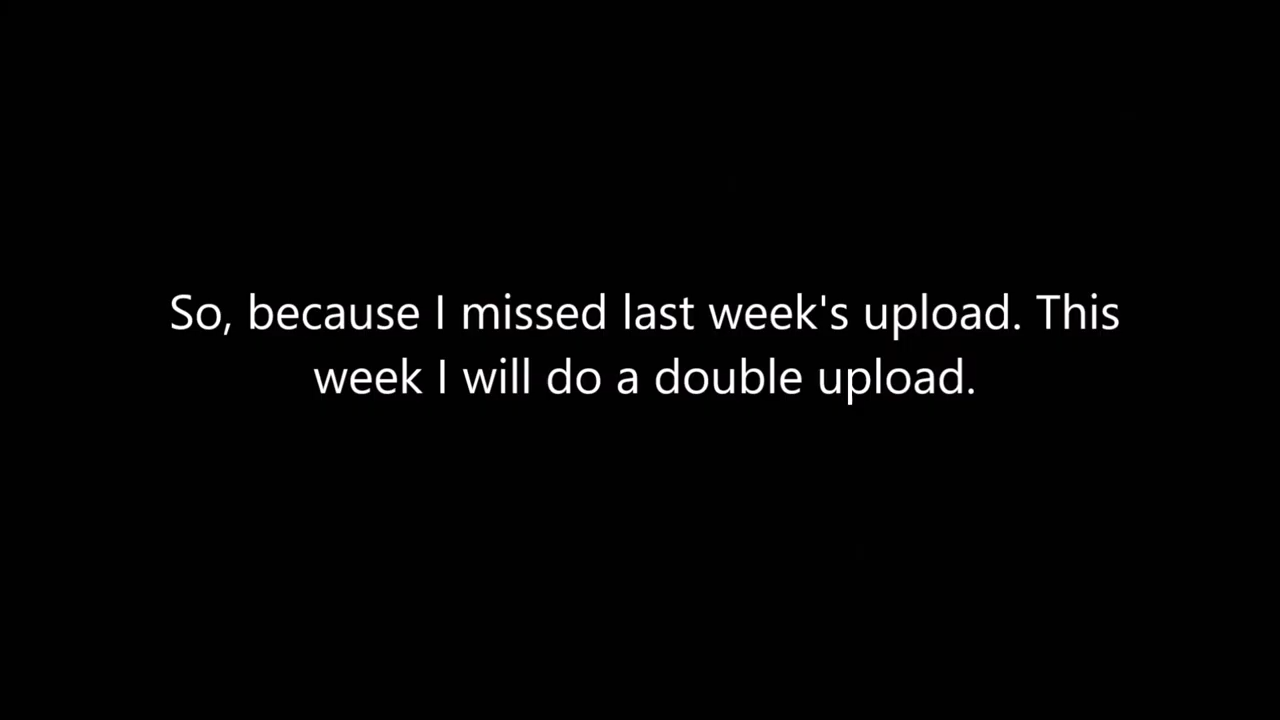 So, because I missed last week's upload. This
week I will do a double upload.